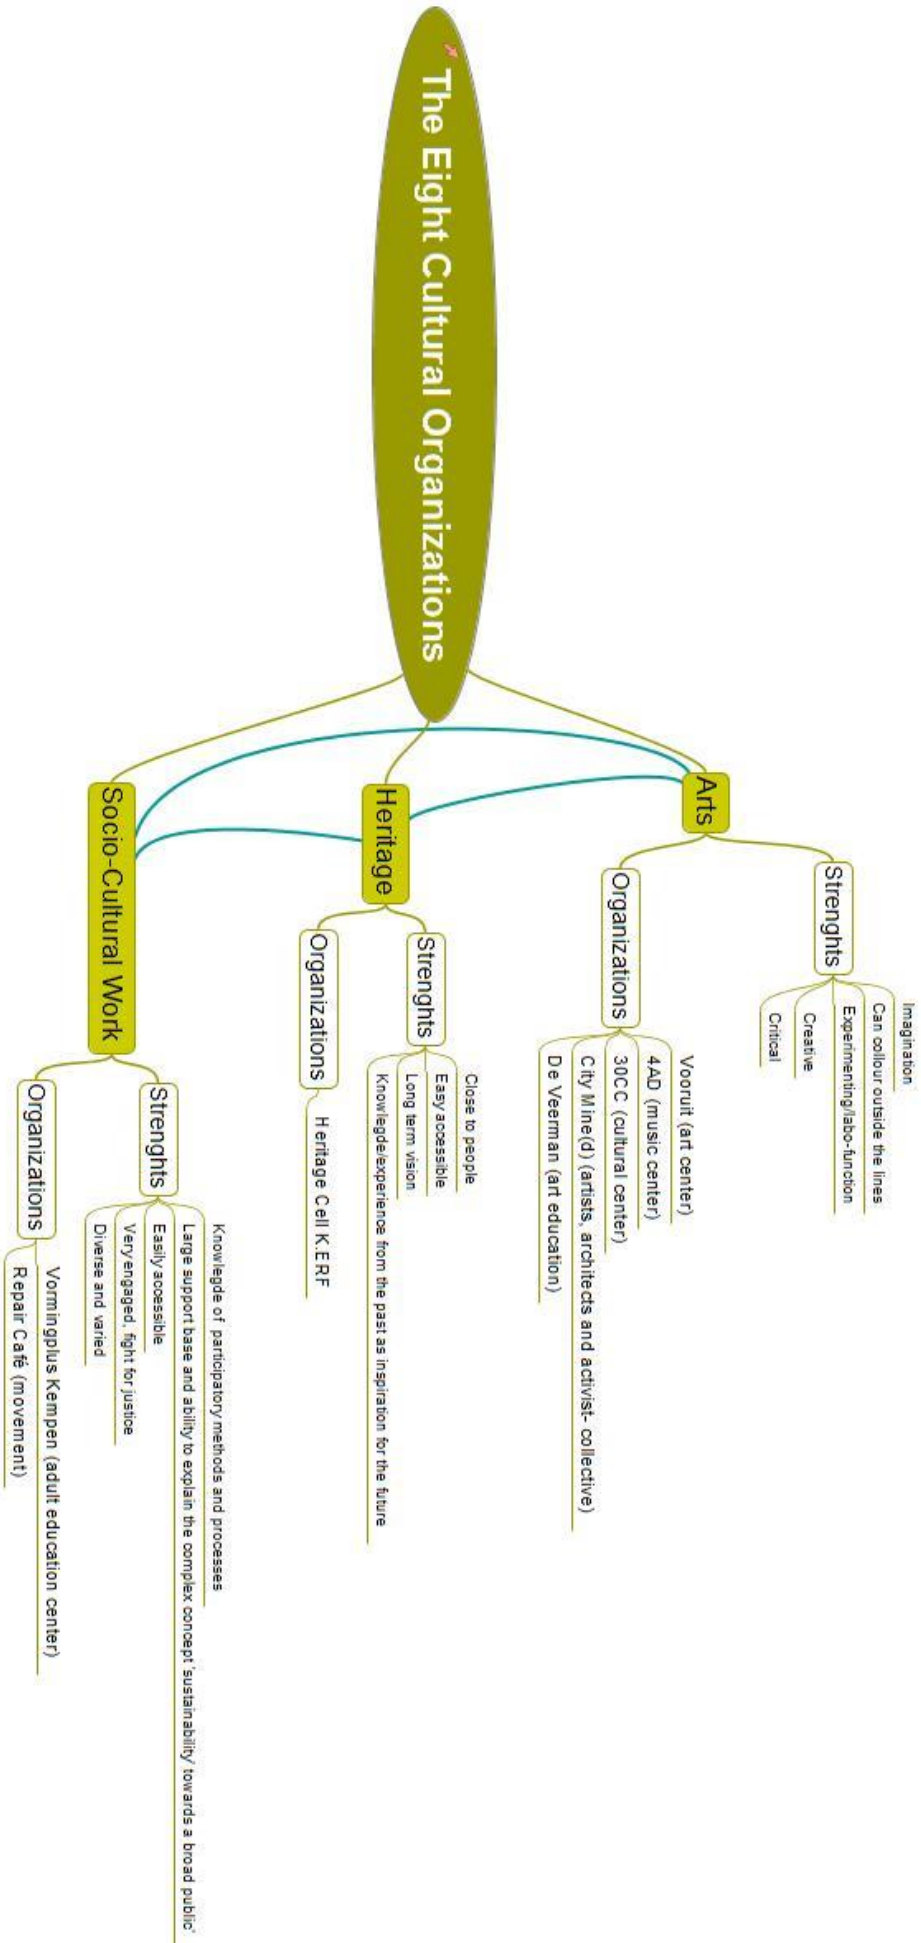 The Eight Cultural Organizations
Arts
Strenghts
Imagination
Can collour outside the lines
Experimenting/labo-function
Creative
Critical
Organizations
Vooruit (art center)
4AD (music center)
30CC (cultural center)
City Mine(d) (artists, architects and activist- collective)
De Veerman (art education)
Heritage
Strenghts
Close to people
Easy accessible
Long term vision
Knowlegde/experience from the past as inspiration for the future
Organizations
Heritage Cell K.ERF
Socio-Cultural Work
Strenghts
Knowlegde of participatory methods and processes
Large support base and ability to explain the complex concept 'sustainability' towards a broad public'
Easily accessible
Very engaged, fight for justice
Diverse and varied
Organizations
Vormingplus Kempen (adult education center)
Repair Café (movement)